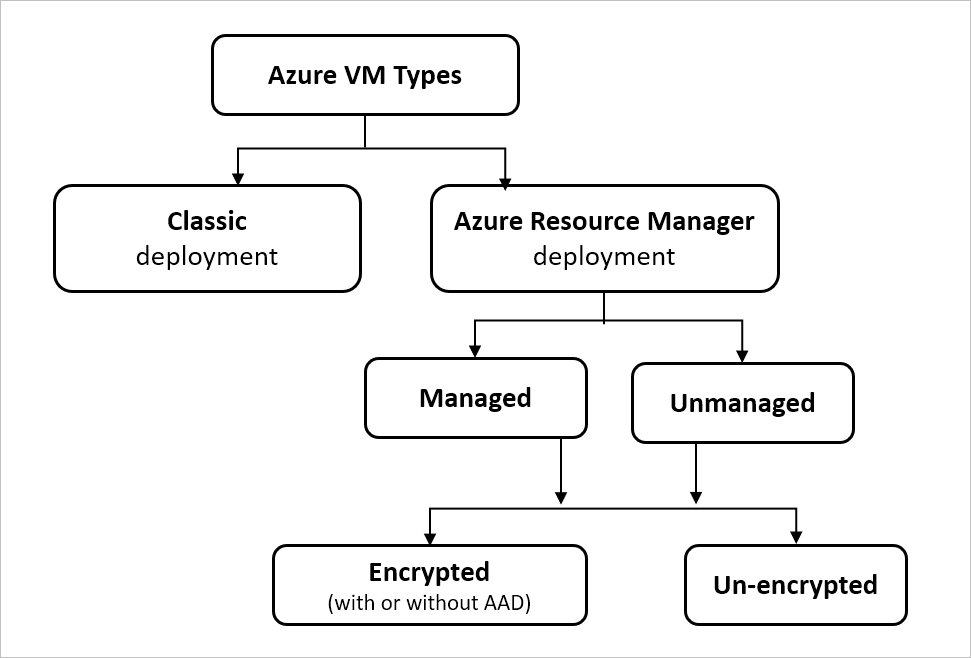 Azure VM Types
Classic
deployment
Azure Resource Manager
deployment
Managed
Unmanaged
Encrypted
(with or without AAD)
Un-encrypted